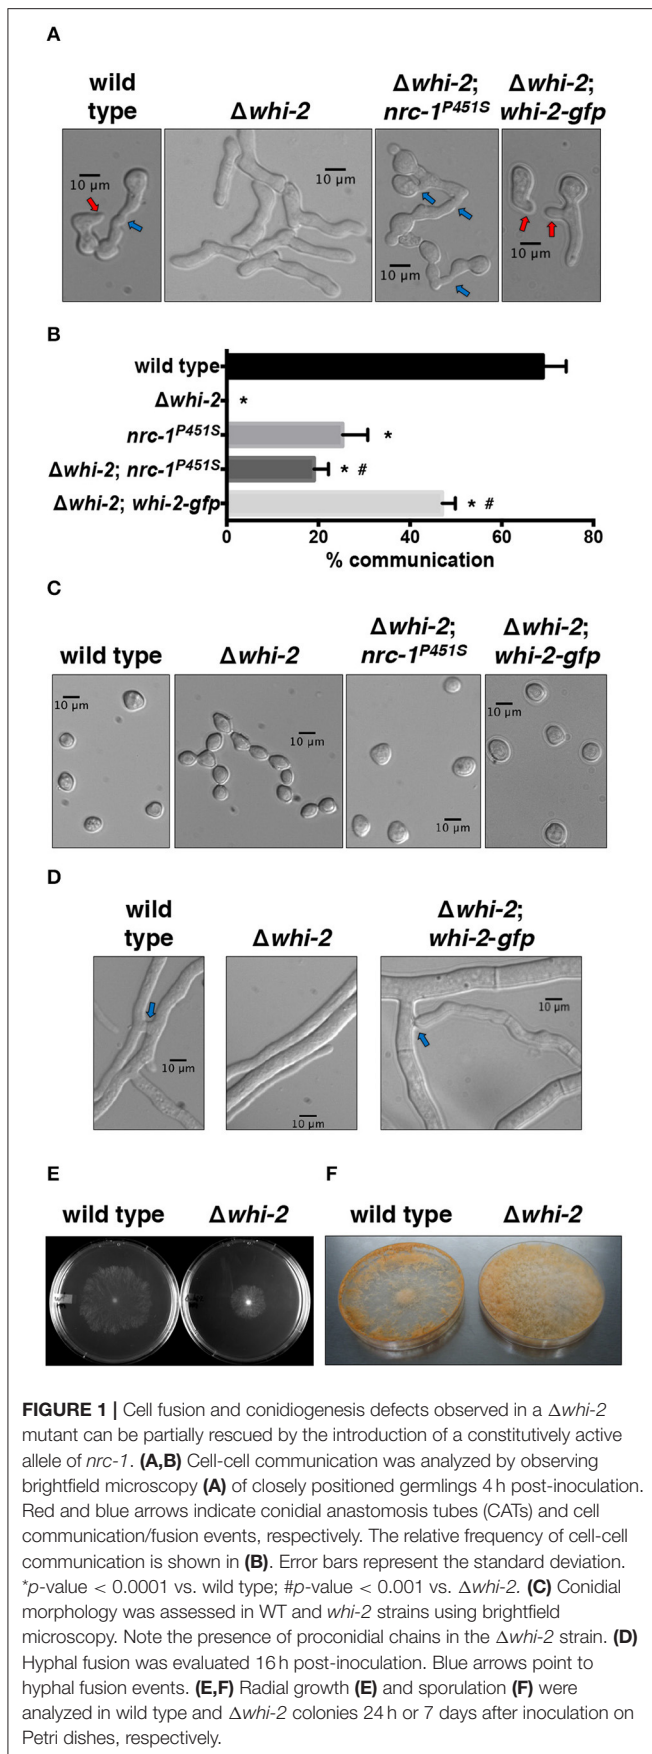 A
wild
type
Δwhi-2
Δwhi-2;
nrc-1P451S
Δwhi-2;
whi-2-gfp
10 µm
10 µm
10 µm
10 µm
B
wild type
Δwhi-2
*
nrc-1P451S
*
Δwhi-2; nrc-1P451S
* #
Δwhi-2; whi-2-gfp
* #
0 20 40 60 80
% communication
C
wild type
Δwhi-2
Δwhi-2;
nrc-1P451S
Δwhi-2;
whi-2-gfp
10 µm
10 µm
10 µm
10 µm
D
wild
type
Δwhi-2
Δwhi-2;
whi-2-gfp
10 µm
10 µm
10 µm
E
wild type
Δwhi-2
F
wild type
Δwhi-2
FIGURE 1 | Cell fusion and conidiogenesis defects observed in a Δwhi-2
mutant can be partially rescued by the introduction of a constitutively active
allele of nrc-1. (A,B) Cell-cell communication was analyzed by observing
brightfield microscopy (A) of closely positioned germlings 4 h post-inoculation.
Red and blue arrows indicate conidial anastomosis tubes (CATs) and cell
communication/fusion events, respectively. The relative frequency of cell-cell
communication is shown in (B). Error bars represent the standard deviation.
*p-value < 0.0001 vs. wild type; #p-value < 0.001 vs. Δwhi-2. (C) Conidial
morphology was assessed in WT and whi-2 strains using brightfield
microscopy. Note the presence of proconidial chains in the Δwhi-2 strain. (D)
Hyphal fusion was evaluated 16 h post-inoculation. Blue arrows point to
hyphal fusion events. (E,F) Radial growth (E) and sporulation (F) were
analyzed in wild type and Δwhi-2 colonies 24 h or 7 days after inoculation on
Petri dishes, respectively.